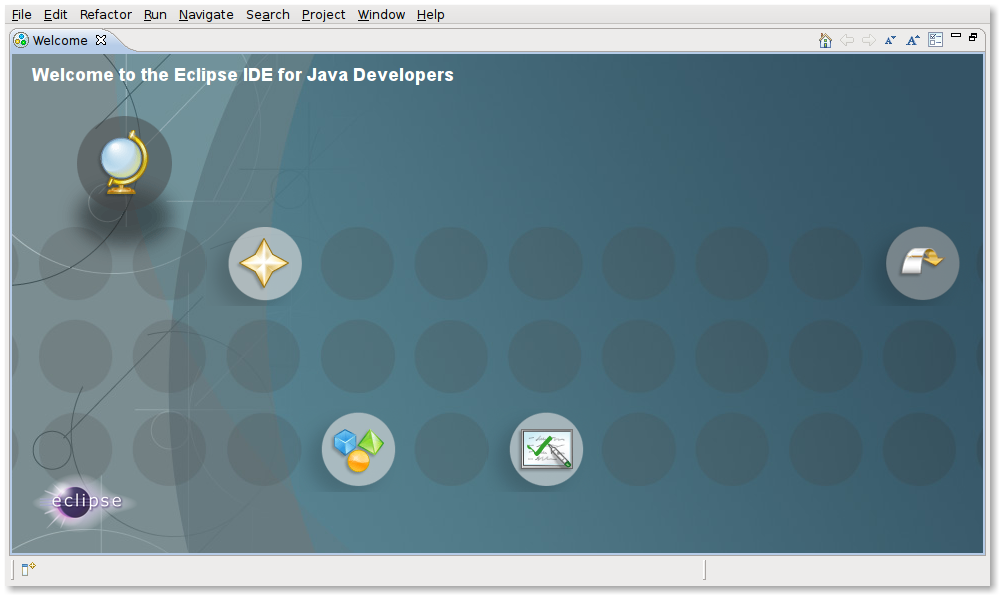 File Edit Refactor Run Navigate Search Project Window Help
Welcome
Welcome to the Eclipse IDE for Java Developers
eclipse